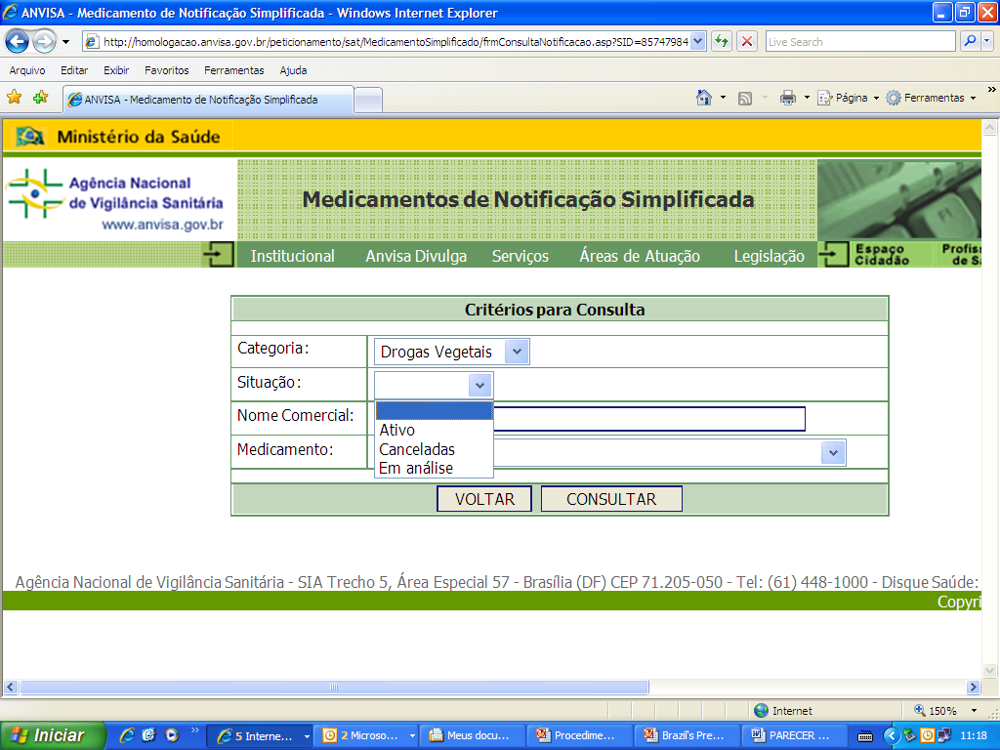 ANVISA - Medicamento de Notificação Simplificada - Windows Internet Explorer
http://homologacao.anvisa.gov.br/peticionamento/sat/MedicamentoSimplificado/frmConsultaNotificacao.asp?SID=85747984
Live Search
Arquivo Editar Exibir Favoritos Ferramentas Ajuda
ANVISA - Medicamento de Notificação Simplificada
Página Ferramentas »
Ministério da Saúde
Agência Nacional
de Vigilância Sanitária
www.anvisa.gov.br
Medicamentos de Notificação Simplificada
Institucional Anvisa Divulga Serviços Áreas de Atuação Legislação
Espaço
Cidadão
Profis
de S
Critérios para Consulta
Categoria: Drogas Vegetais
Situação:
Nome Comercial:
Ativo
Medicamento:
Canceladas
Em análise
VOLTAR CONSULTAR
Agência Nacional de Vigilância Sanitária - SIA Trecho 5, Área Especial 57 - Brasília (DF) CEP 71.205-050 - Tel: (61) 448-1000 - Disque Saúde:
Copyri
Internet 150%
Iniciar » 5 Interne... 2 Microso... Meus docu... Procedime... Brazil's Pre... PARECER ... 11:18